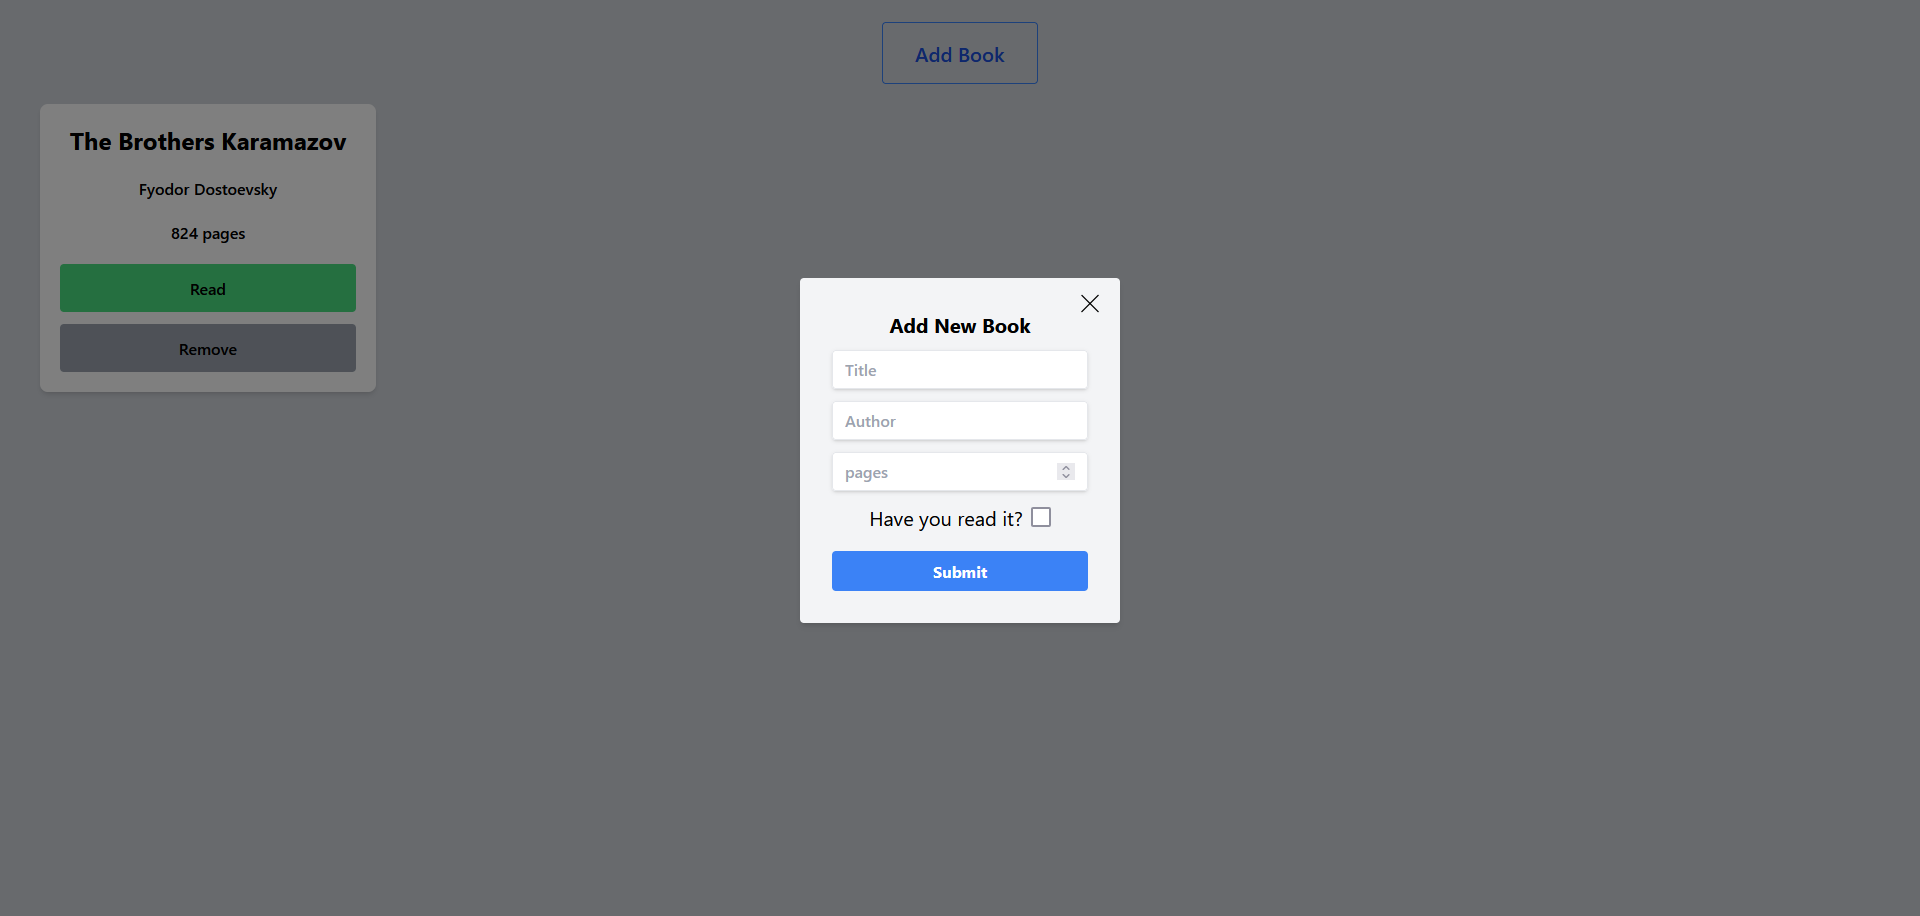 Add Book
The Brothers Karamazov
Fyodor Dostoevsky
824 pages
Read
Remove
Add New Book
Title
Author
pages
Have you read it?
Submit